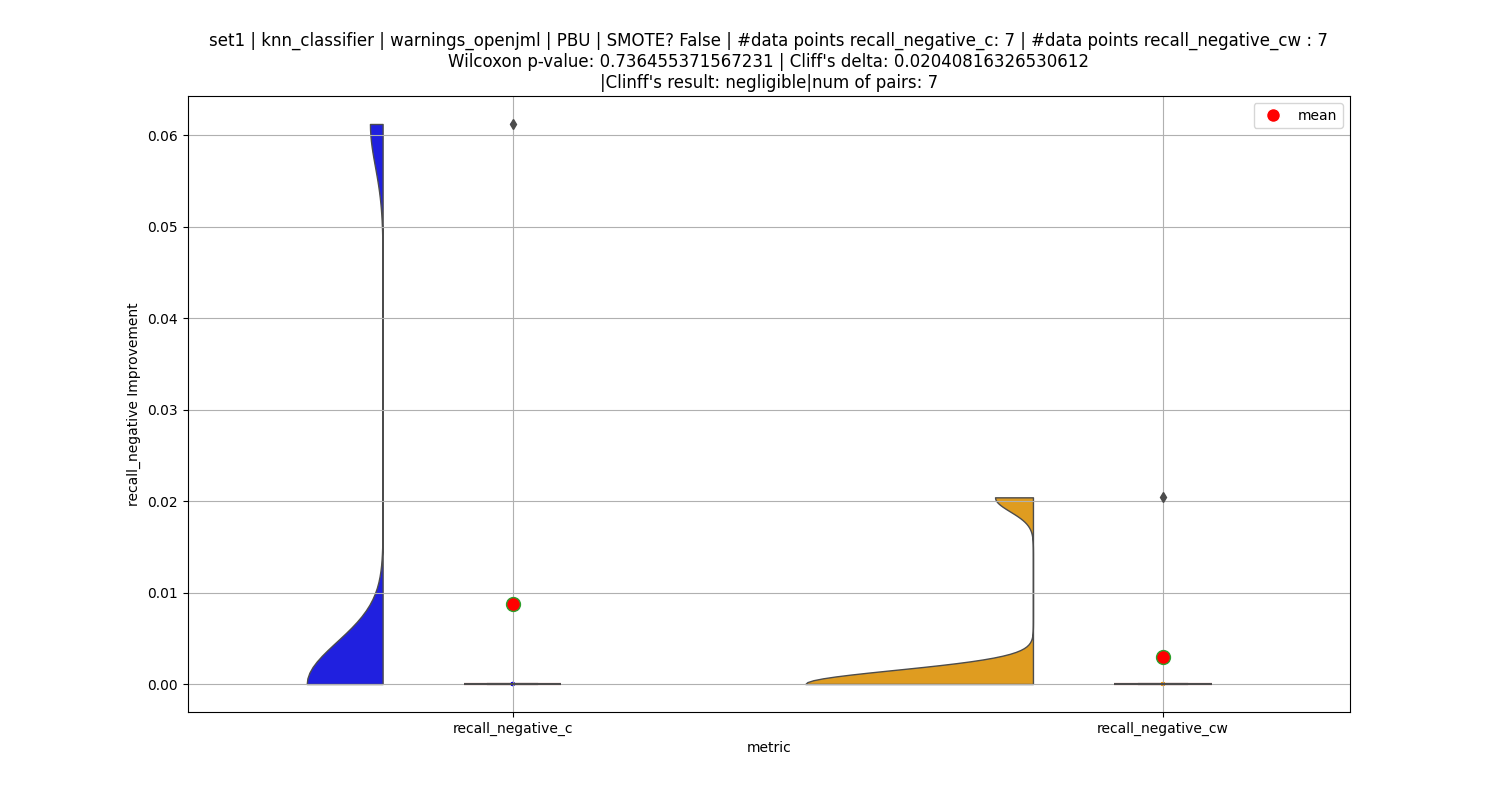 set1 | knn_classifier | warnings_openjml | PBU | SMOTE? False | #data points recall_negative_c: 7 | #data points recall_negative_cw : 7
Wilcoxon p-value: 0.736455371567231 | Cliff's delta: 0.02040816326530612
|Clinff's result: negligible|num of pairs: 7
mean
0.06
0.05
0.04
0.03
0.02
0.01
0.00
recall_negative Improvement
recall_negative_c
recall_negative_cw
metric